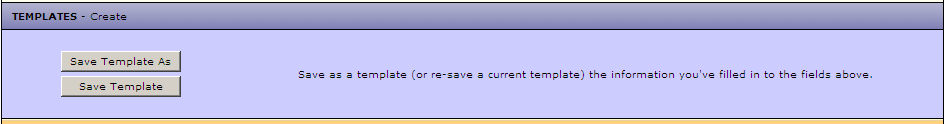 TEMPLATES - Create
Save Template As
Save as a template (or re-save a current template) the information you've filled in to the fields above.
Save Template